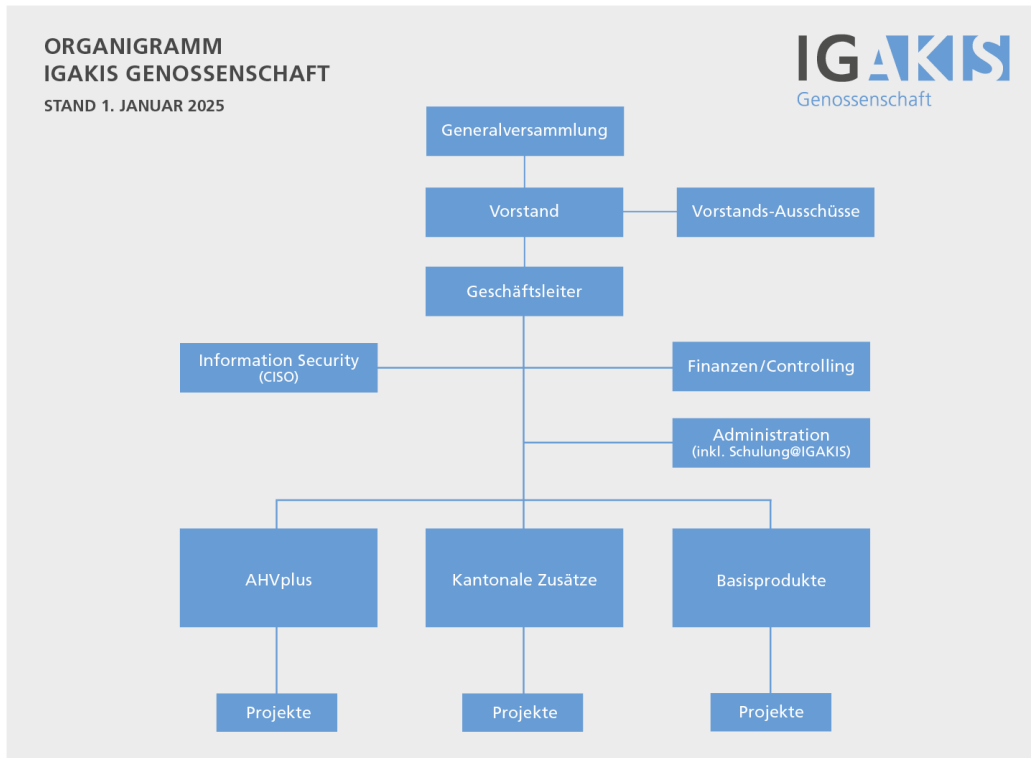 ORGANIGRAMM
IGAKIS GENOSSENSCHAFT
STAND 1. JANUAR 2025
IGAKIS
Genossenschaft
Generalversammlung
Vorstand
Vorstands-Ausschüsse
Geschäftsleiter
Information Security
(CISO)
Finanzen/Controlling
Administration
(inkl. Schulung@IGAKIS)
AHVplus
Kantonale Zusätze
Basisprodukte
Projekte
Projekte
Projekte